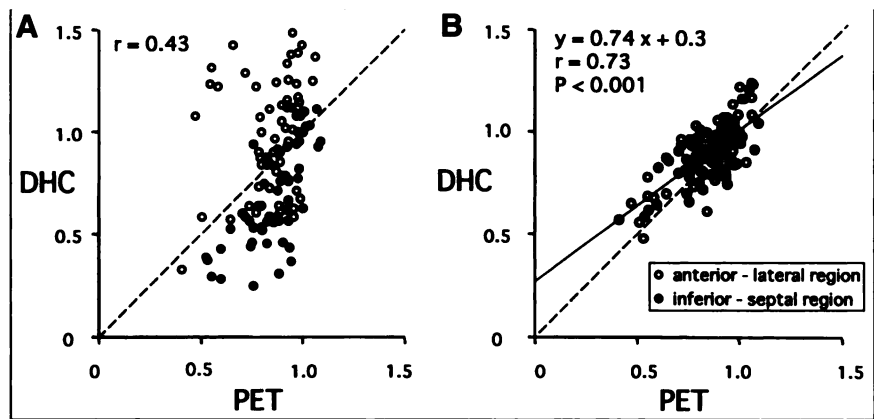 A
r = 0.43
1.5
1.0
DHC
0.5
0
0
0.5
1.0
1.5
PET
B
y = 0.74 x + 0.3
r = 0.73
P < 0.001
1.5
1.0
DHC
0.5
0
anterior - lateral region
inferior - septal region
0
0.5
1.0
1.5
PET